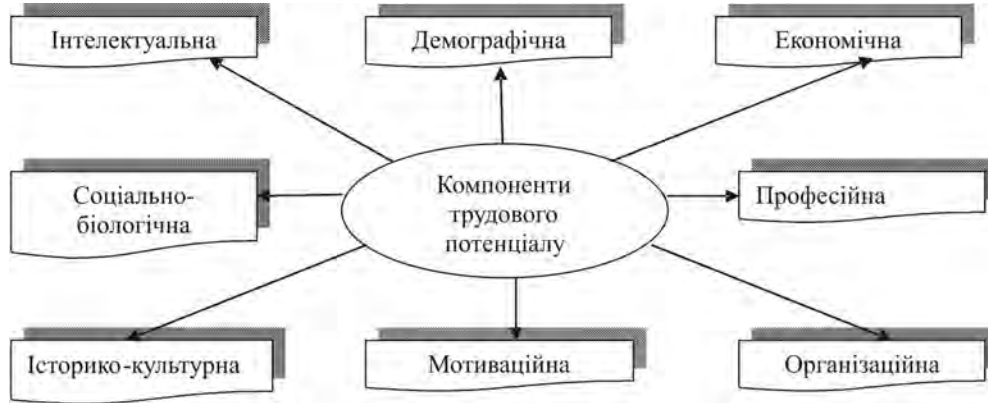 Інтелектуальна
Демографічна
Економічна
Соціально-
біологічна
Компоненти
трудового
потенціалу
Професійна
Історико-культурна
Мотиваційна
Організаційна